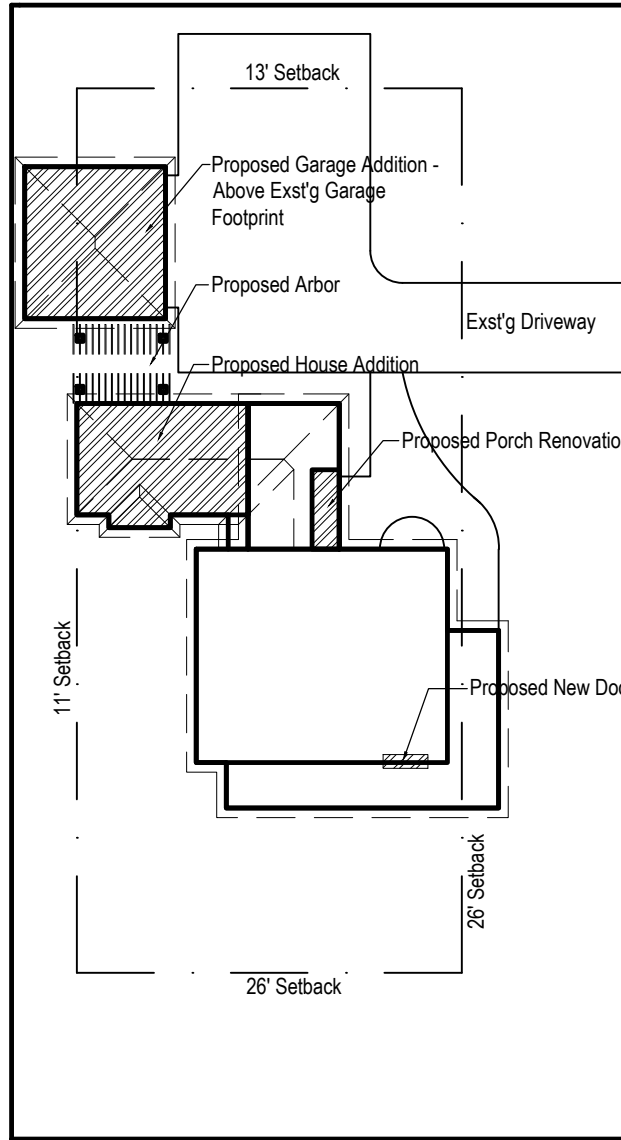 13' Setback
Proposed Garage Addition -
Above Exst'g Garage
Footprint
Proposed Arbor
Exst'g Driveway
Proposed House Addition
Proposed Porch Renovatio
11' Setback
Proposed New Doo
26' Setback
26' Setback